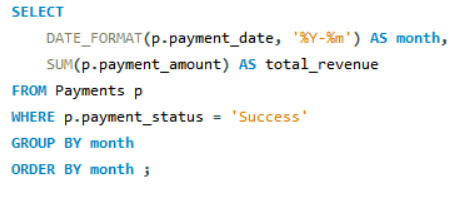 SELECT
    DATE_FORMAT(p.payment_date, '%Y-%m') AS month,
    SUM(p.payment_amount) AS total_revenue
FROM Payments p
WHERE p.payment_status = 'Success'
GROUP BY month
ORDER BY month ;